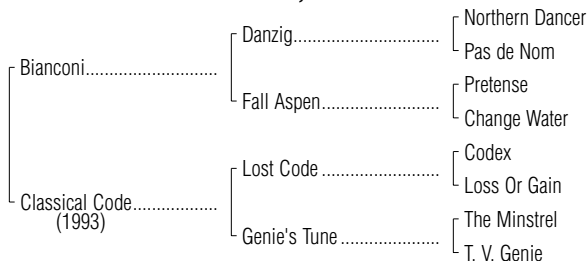 Northern Dancer
Danzig........................................
Pas de Nom
Bianconi...................................
Pretense
Fall Aspen...................................
Change Water
Codex
Lost Code ...................................
Loss Or Gain
Classical Code......................
(1993)
The Minstrel
Genie's Tune ..............................
T. V. Genie